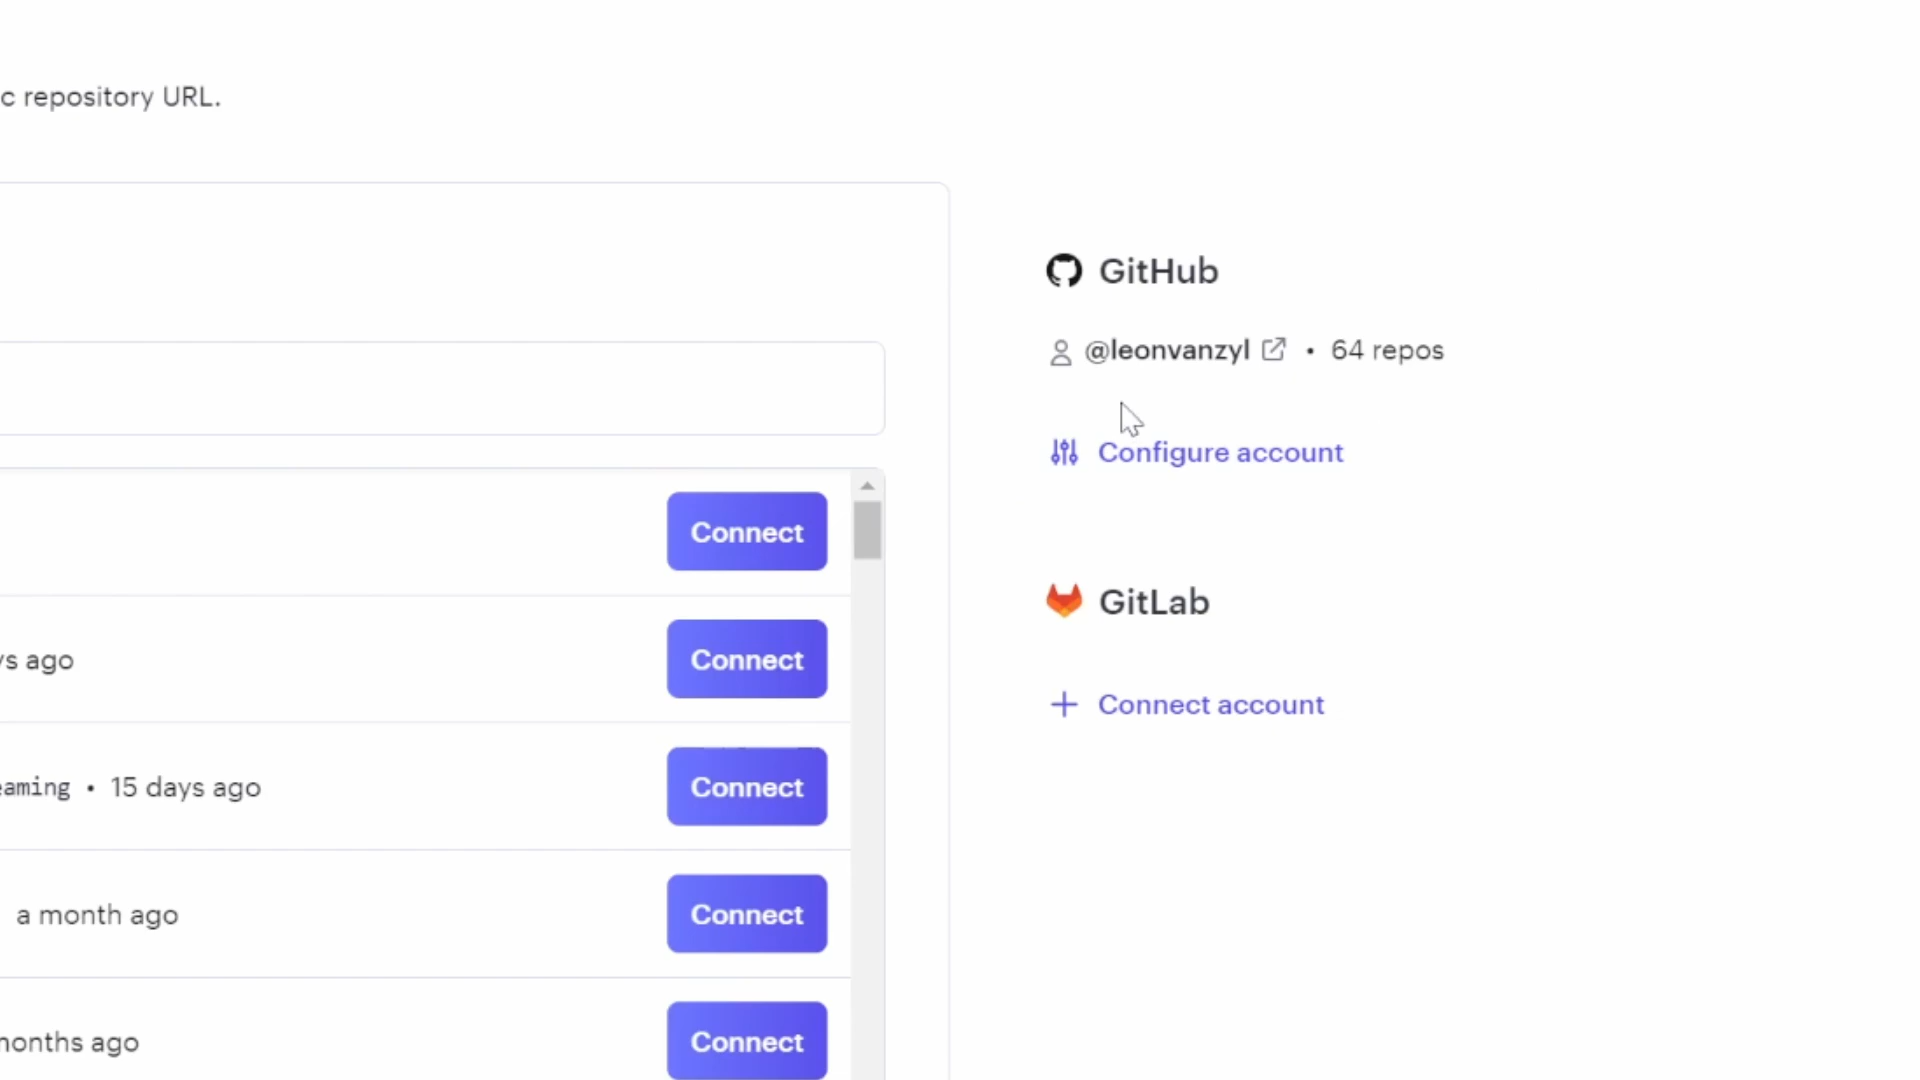 c repository URL.
GitHub
@leonvanzyl • 64 repos
Configure account
Connect
GitLab
ago
Connect
Connect account
• 15 days ago
Connect
a month ago
Connect
ago
Connect